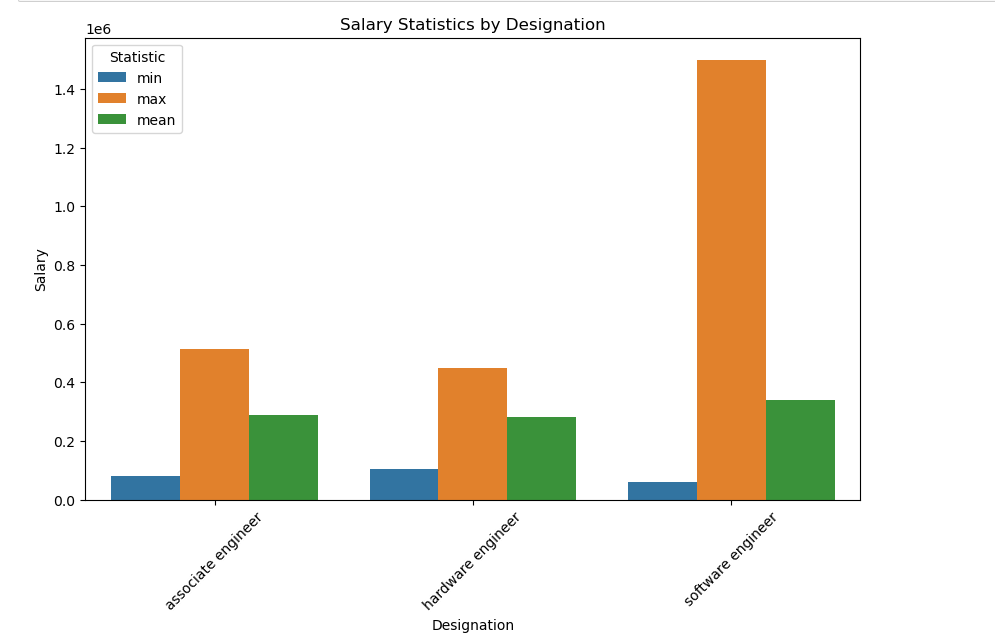 Salary Statistics by Designation
1e6
Statistic
min
max
mean
1.4
1.2
1.0
0.8
0.6
0.4
0.2
0.0
Salary
associate engineer
hardware engineer
software engineer
Designation